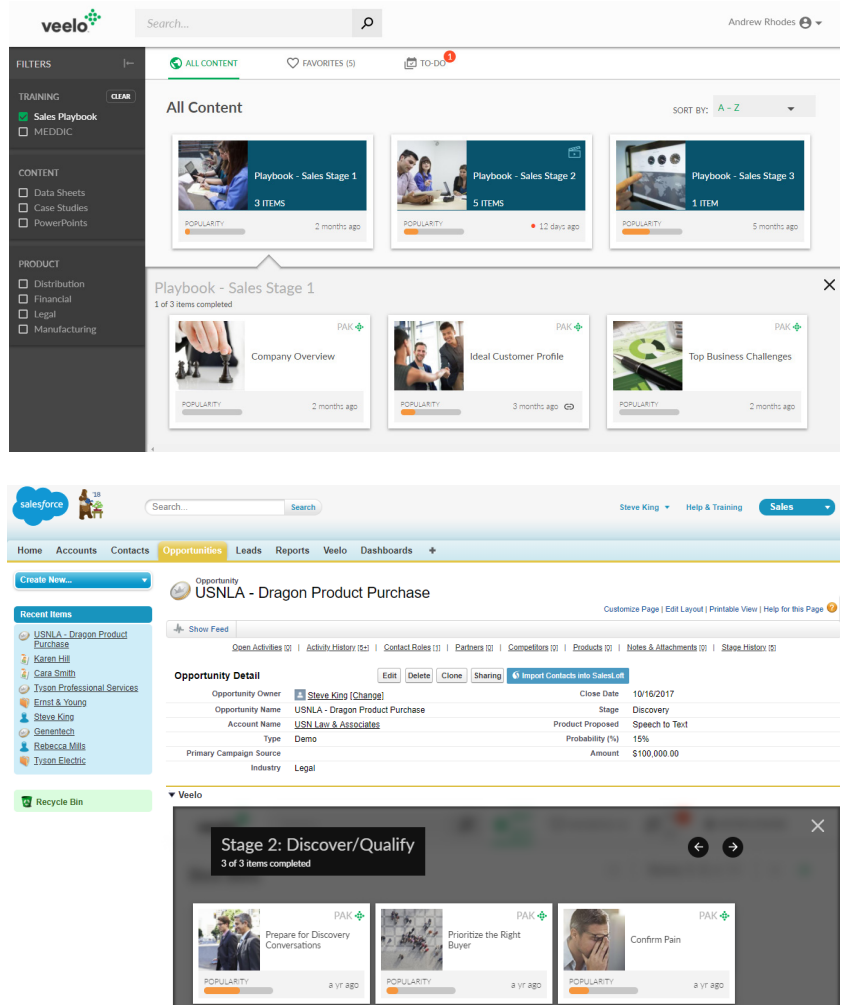 veelo
Search...
Andrew Rhodes
FILTERS
ALL CONTENT
FAVORITES (5)
TO-DO
1
TRAINING
CLEAR
Sales Playbook
MEDDIC
CONTENT
Data Sheets
Case Studies
PowerPoints
PRODUCT
Distribution
Financial
Legal
Manufacturing
All Content
SORT BY: A – Z
Playbook - Sales Stage 1
3 ITEMS
POPULARITY
2 months ago
Playbook - Sales Stage 2
5 ITEMS
POPULARITY
12 days ago
Playbook - Sales Stage 3
1 ITEM
POPULARITY
5 months ago
Playbook - Sales Stage 1
1 of 3 items completed
PAK
Company Overview
POPULARITY
2 months ago
PAK
Ideal Customer Profile
POPULARITY
3 months ago
PAK
Top Business Challenges
POPULARITY
2 months ago
salesforce
'18
Search...
Search
Steve King
Help & Training
Sales
Home Accounts Contacts Opportunities Leads Reports Veelo Dashboards +
Create New...
Recent Items
USNLA - Dragon Product
Purchase
Karen Hill
Cara Smith
Tyson Professional Services
Ernst & Young
Steve King
Genentech
Rebecca Mills
Tyson Electric
Recycle Bin
Opportunity
USNLA - Dragon Product Purchase
Customize Page | Edit Layout | Printable View | Help for this Page
Show Feed
Open Activities [0] | Activity History [5+] | Contact Roles [1] | Partners [0] | Competitors [0] | Products [0] | Notes & Attachments [0] | Stage History [5]
Opportunity Detail
Edit Delete Clone Sharing Import Contacts into SalesLoft
Opportunity Owner Steve King [Change] Close Date 10/16/2017
Opportunity Name USNLA - Dragon Product Purchase Stage Discovery
Account Name USN Law & Associates Product Proposed Speech to Text
Type Demo Probability (%) 15%
Primary Campaign Source Amount $100,000.00
Industry Legal
Veelo
Stage 2: Discover/Qualify
3 of 3 items completed
PAK
Prepare for Discovery
Conversations
POPULARITY
a yr ago
PAK
Prioritize the Right
Buyer
POPULARITY
a yr ago
PAK
Confirm Pain
POPULARITY
a yr ago